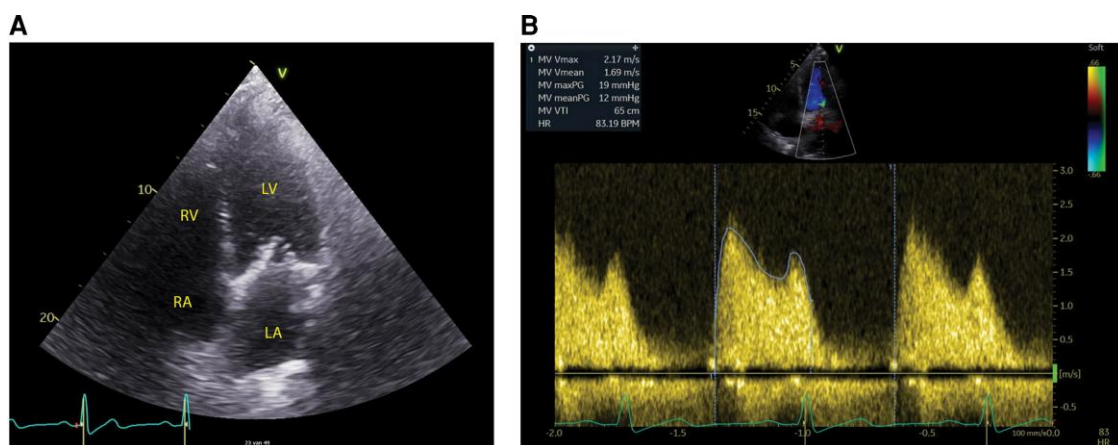 A
V
10
LV
RV
RA
20
LA
23 van 49
B
1 MV Vmax 2.17 m/s
MV Vmean 1.69 m/s
MV maxPG 19 mmHg
MV meanPG 12 mmHg
MV VTI 65 cm
HR 83.19 BPM
V
5
10
15
Soft
.66
-.66
3.0
2.5
2.0
1.5
1.0
0.5
[m/s]
-0.5
-2.0
-1.5
-1.0
-0.5
100 mm/s
0.0
83
HR